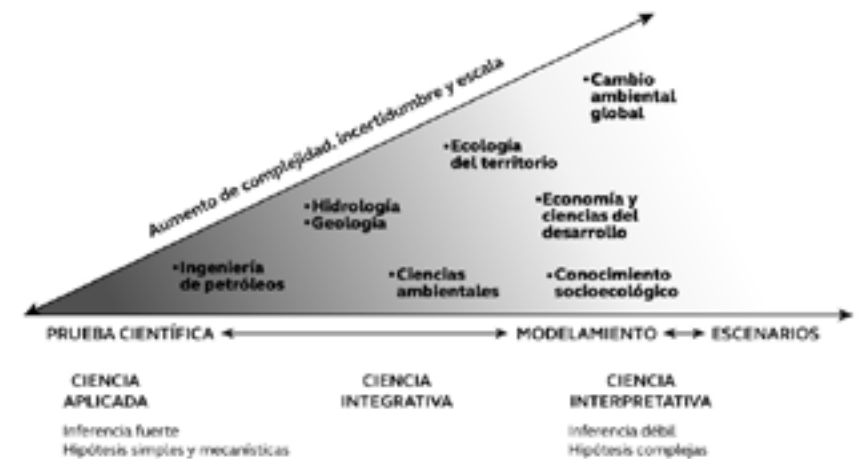 Aumento de complejidad, incertidumbre y escala
•Cambio
ambiental
global
•Ecología
del territorio
•Hidrología
•Geología
•Economía y
ciencias del
desarrollo
•Ingeniería
de petróleos
•Ciencias
ambientales
•Conocimiento
socioecológico
PRUEBA CIENTÍFICA MODELAMIENTO ESCENARIOS
CIENCIA
APLICADA
Inferencia fuerte
Hipótesis simples y mecanísticas
CIENCIA
INTEGRATIVA
CIENCIA
INTERPRETATIVA
Inferencia débil
Hipótesis complejas